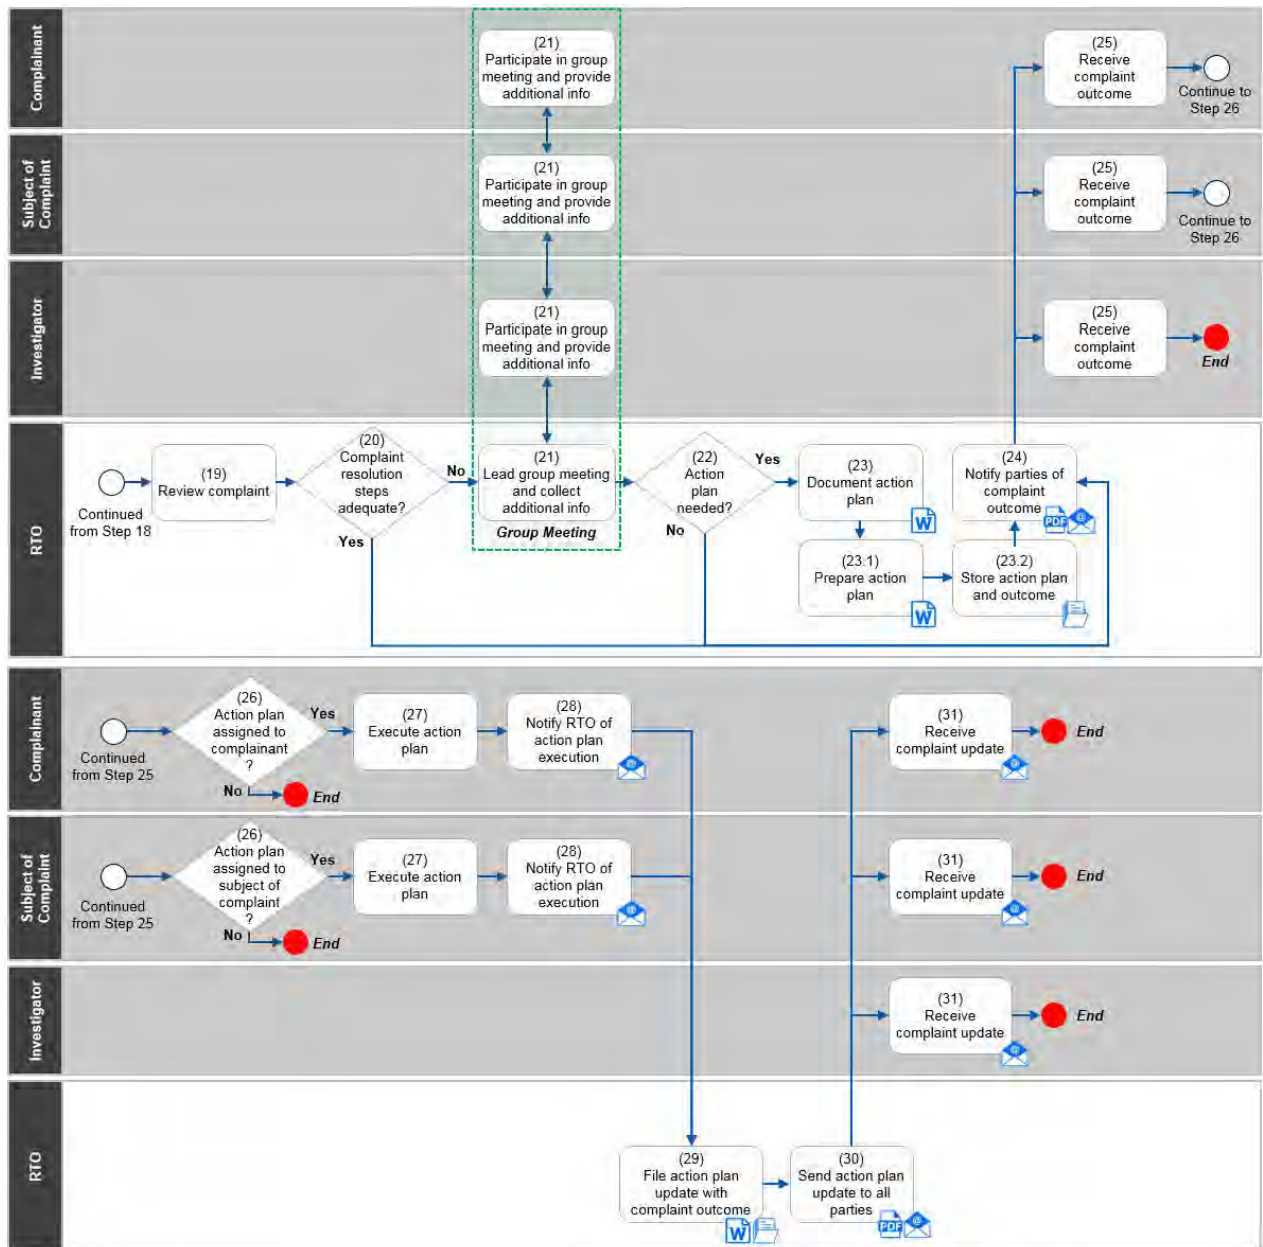 Complainant
(21)
Participate in group
meeting and provide
additional info
(25)
Receive
complaint
outcome
Continue to
Step 26
Subject of
Complaint
(21)
Participate in group
meeting and provide
additional info
(25)
Receive
complaint
outcome
Continue to
Step 26
Investigator
(21)
Participate in group
meeting and provide
additional info
(25)
Receive
complaint
outcome
End
RTO
Continued
from Step 18
(19)
Review complaint
(20)
Complaint
resolution
steps
adequate?
No
Yes
(21)
Lead group meeting
and collect
additional info
Group Meeting
(22)
Action
plan
needed?
Yes
No
(23)
Document action
plan
W
(23.1)
Prepare action
plan
W
(23.2)
Store action plan
and outcome
(24)
Notify parties of
complaint
outcome
PDF
@
Complainant
Continued
from Step 25
(26)
Action plan
assigned to
complainant
?
Yes
No
End
(27)
Execute action
plan
(28)
Notify RTO of
action plan
execution
@
(31)
Receive
complaint update
@
End
Subject of
Complaint
Continued
from Step 25
(26)
Action plan
assigned to
subject of
complaint
?
Yes
No
End
(27)
Execute action
plan
(28)
Notify RTO of
action plan
execution
@
(31)
Receive
complaint update
@
End
Investigator
(31)
Receive
complaint update
@
End
RTO
(29)
File action plan
update with
complaint outcome
W
(30)
Send action plan
update to all
parties
PDF
@